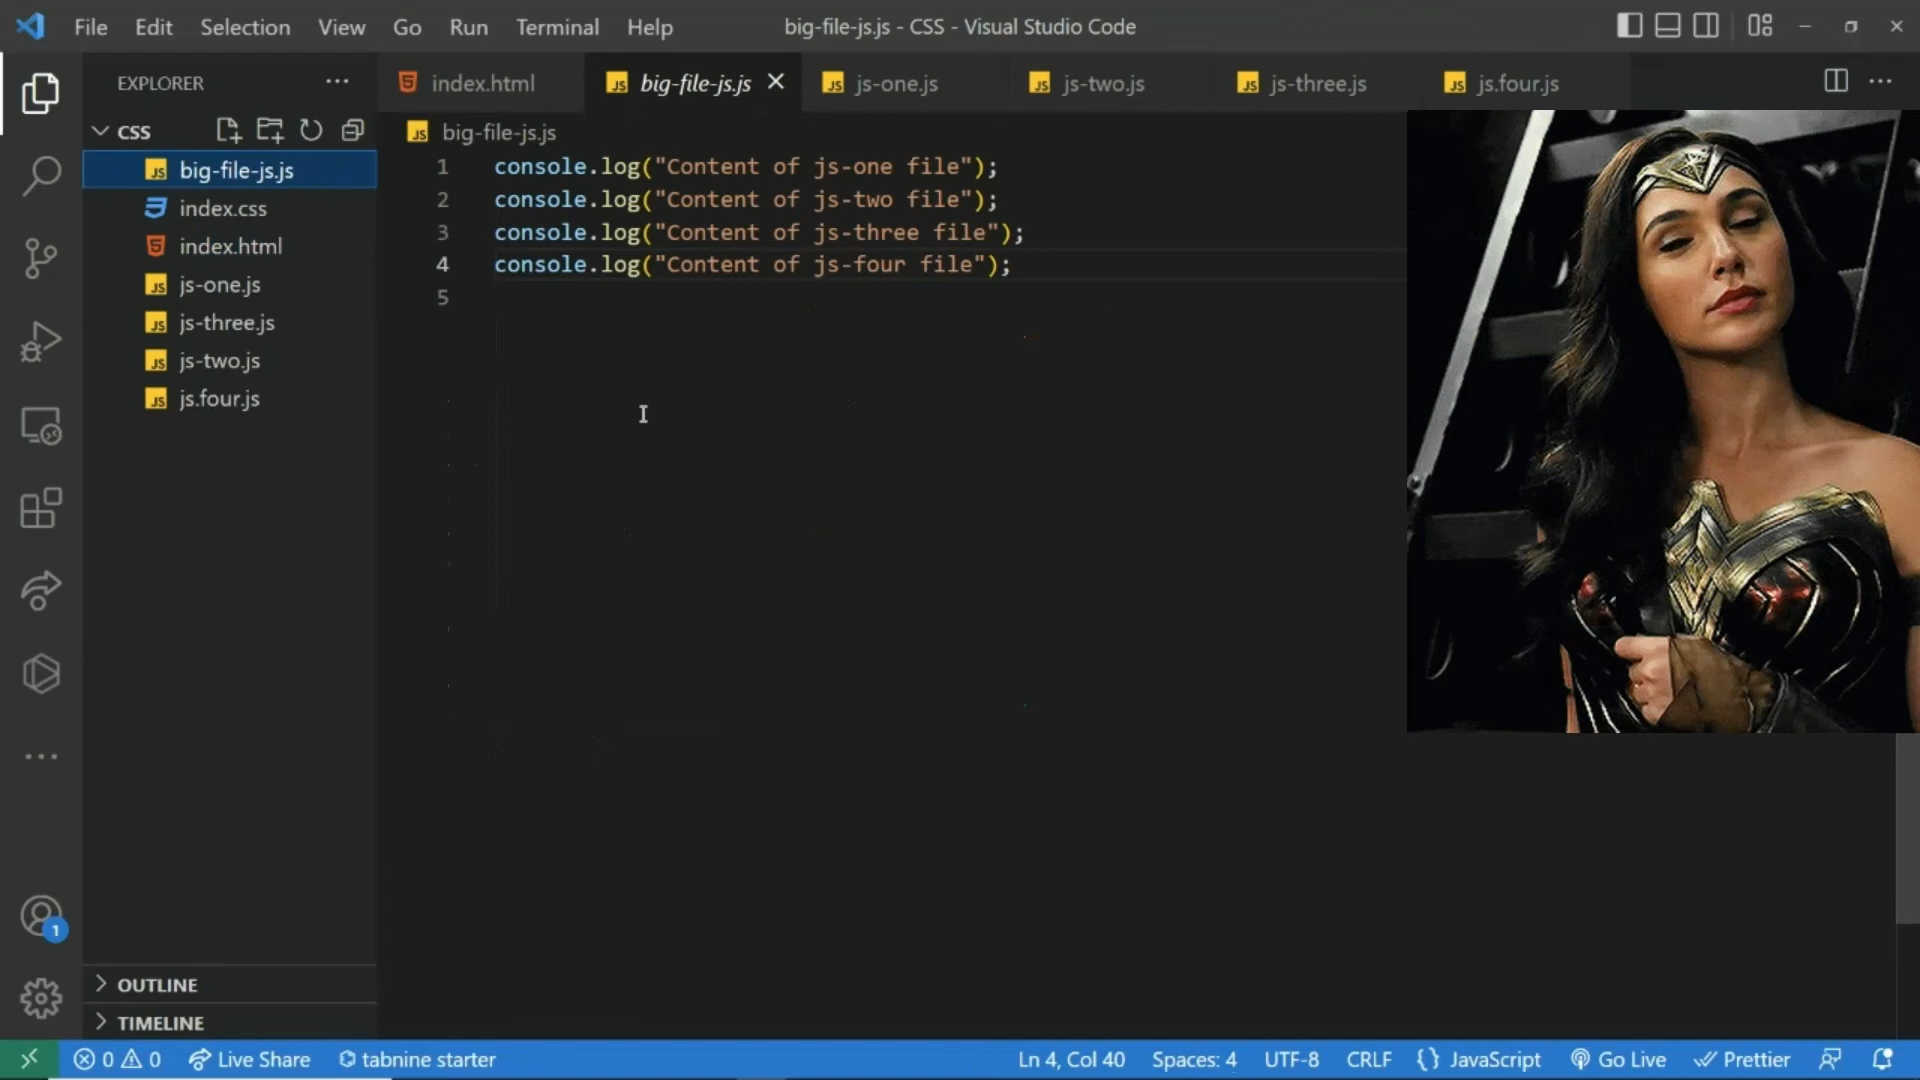 File Edit Selection View Go Run Terminal Help big-file-js.js - CSS - Visual Studio Code
EXPLORER
CSS
big-file-js.js
index.css
index.html
js-one.js
js-three.js
js-two.js
js.four.js
OUTLINE
TIMELINE
index.html big-file-js.js js-one.js js-two.js js-three.js js.four.js
big-file-js.js
1 console.log("Content of js-one file");
2 console.log("Content of js-two file");
3 console.log("Content of js-three file");
4 console.log("Content of js-four file");
5
1
0 0 Live Share tabnine starter Ln 4, Col 40 Spaces: 4 UTF-8 CRLF {} JavaScript Go Live Prettier